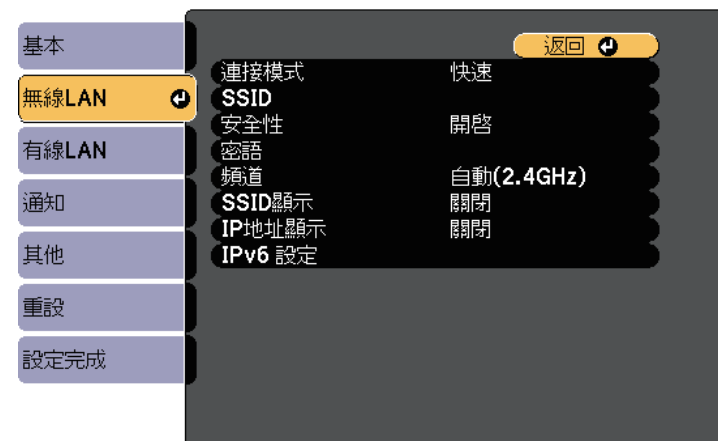 基本
無線LAN
有線LAN
通知
其他
重設
設定完成
返回
連接模式 快速
SSID
安全性 開啓
密語
頻道 自動(2.4GHz)
SSID顯示 關閉
IP地址顯示 關閉
IPv6 設定